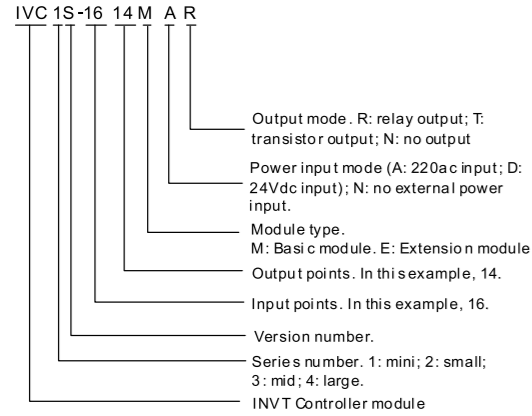 IVC 1S-16 14 M A R
Output mode. R: relay output; T:
transistor output; N: no output
Power input mode (A: 220ac input; D:
24Vdc input); N: no external power
input.
Module type.
M: Basic module. E: Extension module
Output points. In this example, 14.
Input points. In this example, 16.
Version number.
Series number. 1: mini; 2: small;
3: mid; 4: large.
INVT Controller module